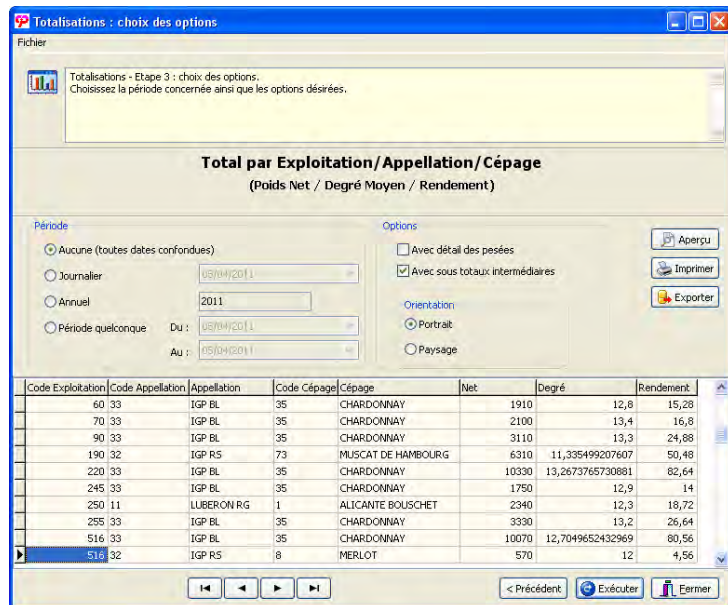 Totalisations : choix des options
Fichier
Totalisations - Etape 3 : choix des options.
Choisissez la période concernée ainsi que les options désirées.
Total par Exploitation/Appellation/Cépage
(Poids Net / Degré Moyen / Rendement)
Période
Aucune (toutes dates confondues)
Journalier 05/04/2011
Annuel 2011
Période quelconque Du : 05/04/2011
Au : 05/04/2011
Options
Avec détail des pesées
Avec sous totaux intermédiaires
Orientation
Portrait
Paysage
Aperçu
Imprimer
Exporter
Code Exploitation Code Appellation Appellation Code Cépage Cépage Net Degré Rendement
60 33 IGP BL 35 CHARDONNAY 1910 12,8 15,28
70 33 IGP BL 35 CHARDONNAY 2100 13,4 16,8
90 33 IGP BL 35 CHARDONNAY 3110 13,3 24,88
190 32 IGP RS 73 MUSCAT DE HAMBOURG 6310 11,335499207607 50,48
220 33 IGP BL 35 CHARDONNAY 10330 13,2673765730881 82,64
245 33 IGP BL 35 CHARDONNAY 1750 12,9 14
250 11 LUBERON RG 1 ALICANTE BOUSCHET 2340 12,3 18,72
255 33 IGP BL 35 CHARDONNAY 3330 13,2 26,64
516 33 IGP BL 35 CHARDONNAY 10070 12,7049652432969 80,56
516 32 IGP RS 8 MERLOT 570 12 4,56
< Précédent Exécuter Fermer